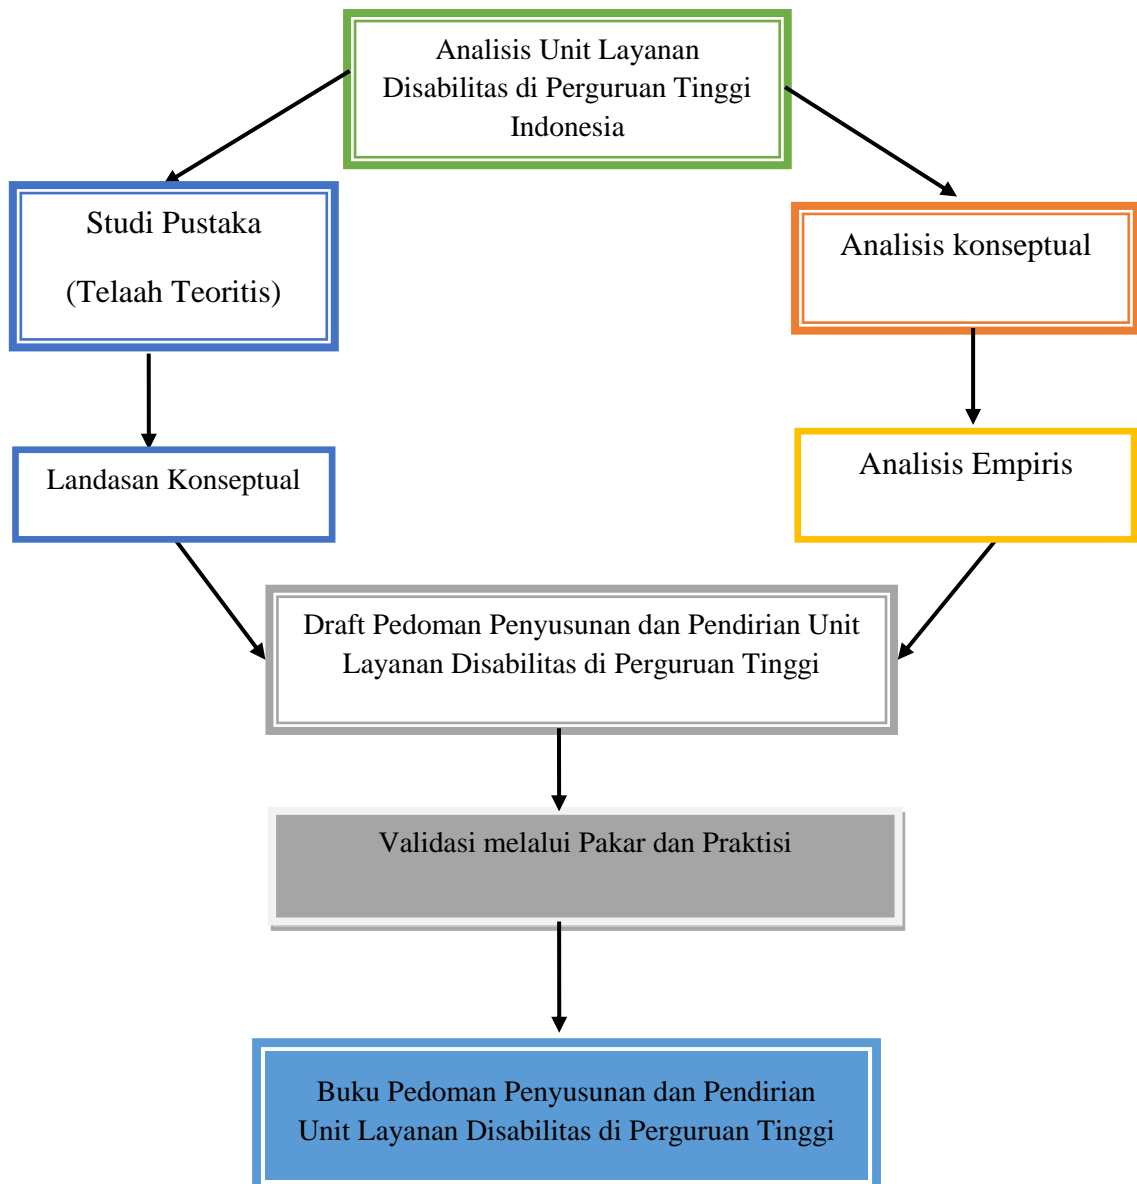 Analisis Unit Layanan
Disabilitas di Perguruan Tinggi
Indonesia
Studi Pustaka
(Telaah Teoritis)
Analisis konseptual
Landasan Konseptual
Analisis Empiris
Draft Pedoman Penyusunan dan Pendirian Unit
Layanan Disabilitas di Perguruan Tinggi
Validasi melalui Pakar dan Praktisi
Buku Pedoman Penyusunan dan Pendirian
Unit Layanan Disabilitas di Perguruan Tinggi